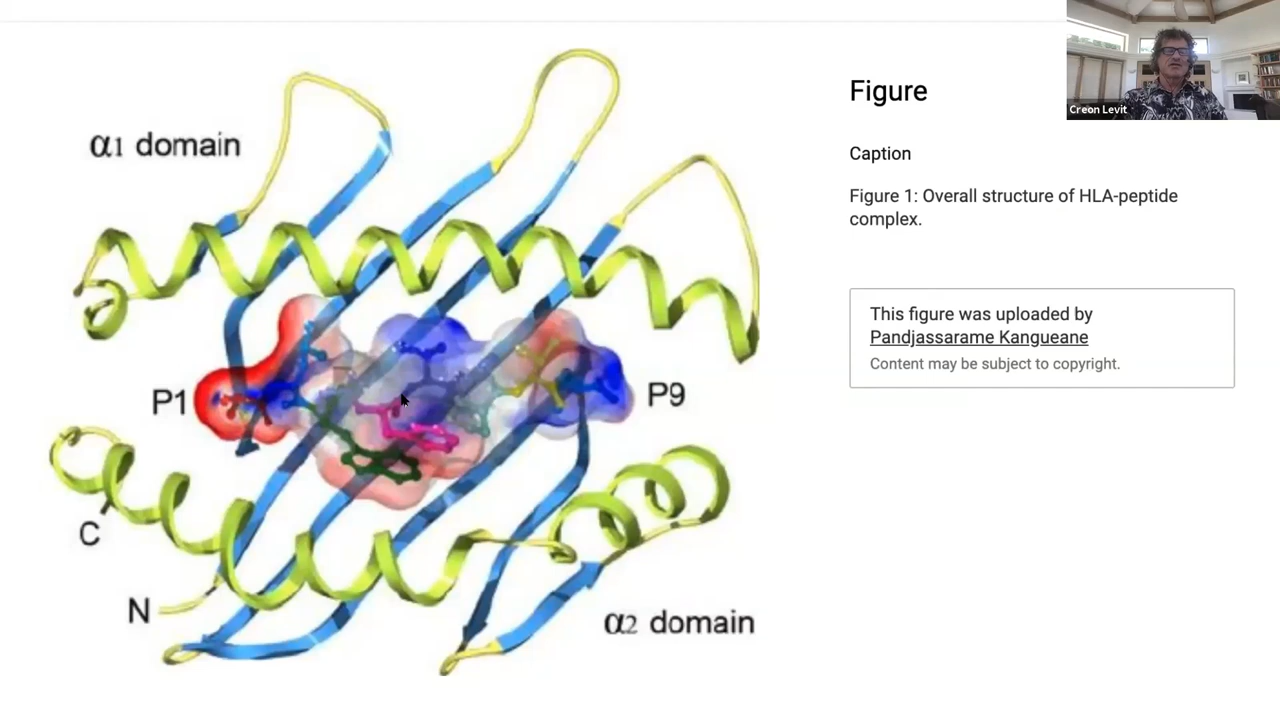 α1 domain
P1
P9
C
N
α2 domain
Figure
Caption
Figure 1: Overall structure of HLA-peptide
complex.
This figure was uploaded by
Pandjassarame Kangueane
Content may be subject to copyright.
Creon Levit